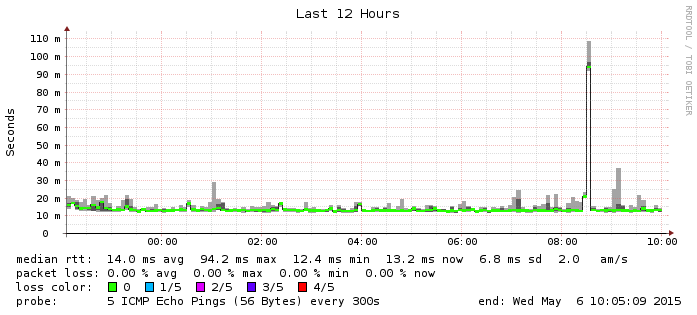 Last 12 Hours
RRDTOOL / TOBI OETIKER
Seconds
110 m
100 m
90 m
80 m
70 m
60 m
50 m
40 m
30 m
20 m
10 m
0
00:00 02:00 04:00 06:00 08:00 10:00
median rtt: 14.0 ms avg 94.2 ms max 12.4 ms min 13.2 ms now 6.8 ms sd 2.0 am/s
packet loss: 0.00 % avg 0.00 % max 0.00 % min 0.00 % now
loss color: 0 1/5 2/5 3/5 4/5
probe: 5 ICMP Echo Pings (56 Bytes) every 300s end: Wed May 6 10:05:09 2015